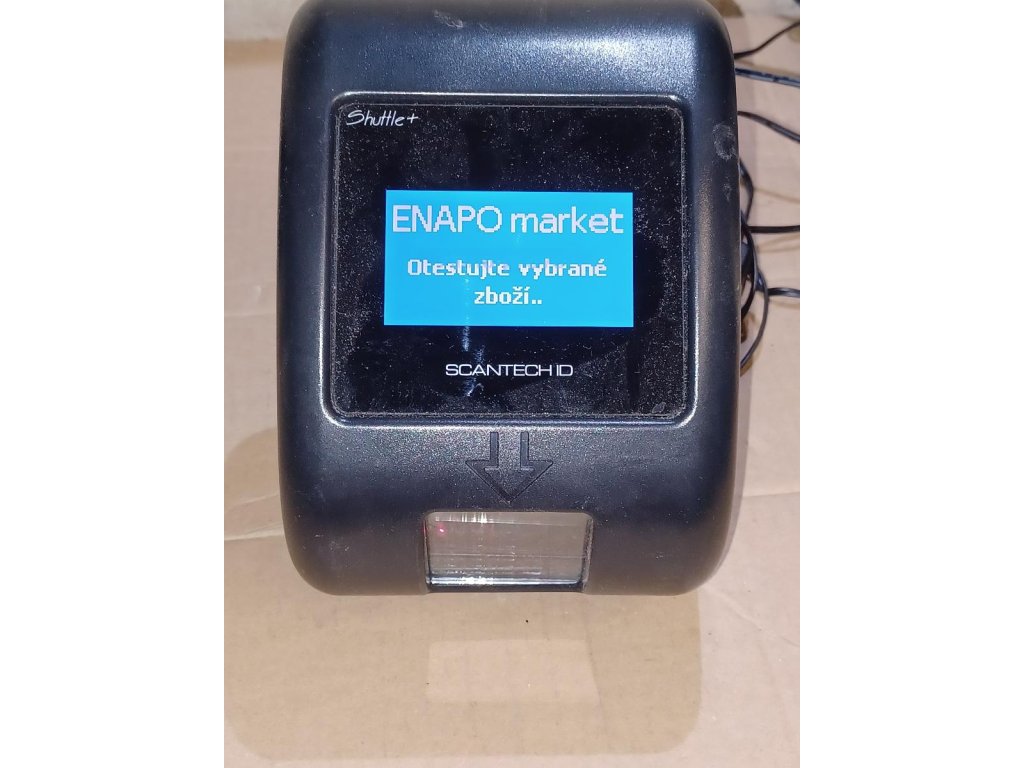 Shuttle+
ENAPO market
Otestujte vybrané
zboží..
SCANTECH ID